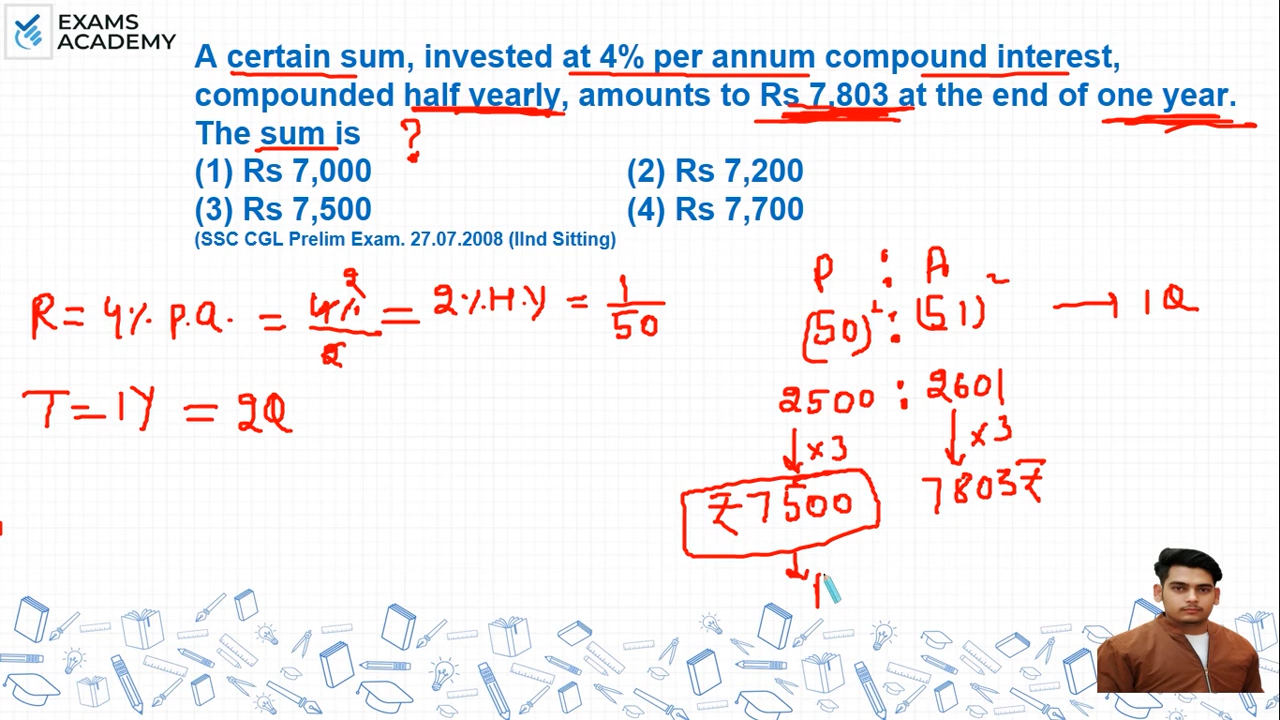 EXAMS
ACADEMY
A certain sum, invested at 4% per annum compound interest,
compounded half yearly, amounts to Rs 7,803 at the end of one year.
The sum is ?
(1) Rs 7,000 (2) Rs 7,200
(3) Rs 7,500 (4) Rs 7,700
(SSC CGL Prelim Exam. 27.07.2008 (IInd Sitting)
R = 4% p.a. = 4% 2 / 2 = 2% H.Y = 1/50
T = 1Y = 2Q
P : A
(50)² : (51)² → 1Q
2500 : 2601
↓ ×3 ↓ ×3
₹7500 7803₹
↓